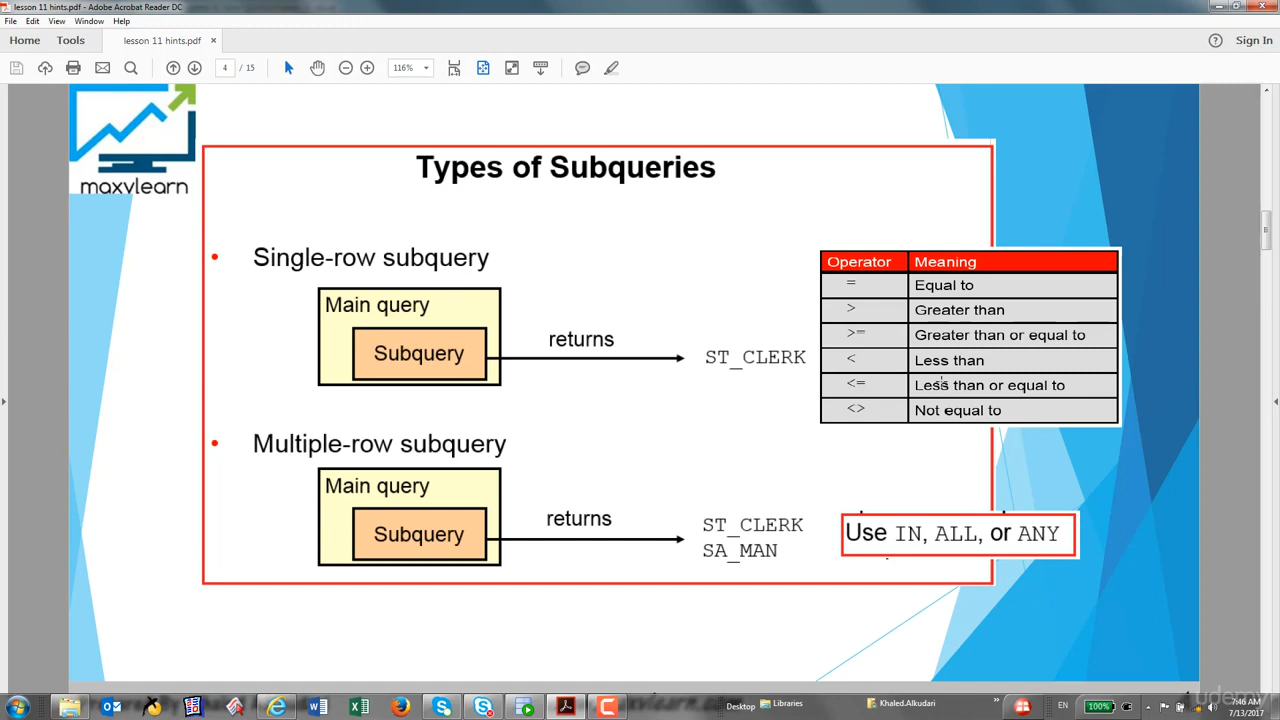 lesson 11 hints.pdf - Adobe Acrobat Reader DC
File Edit View Window Help
Home Tools lesson 11 hints.pdf × Sign In
4 / 15 116%
maxvlearn
Types of Subqueries
• Single-row subquery
Main query
Subquery
returns
ST_CLERK
Operator Meaning
= Equal to
> Greater than
>= Greater than or equal to
< Less than
<= Less than or equal to
<> Not equal to
• Multiple-row subquery
Main query
Subquery
returns
ST_CLERK
SA_MAN
Use IN, ALL, or ANY
udemy
Desktop Libraries » Khaled.Alkudari EN 100% 7:46 AM
7/13/2017